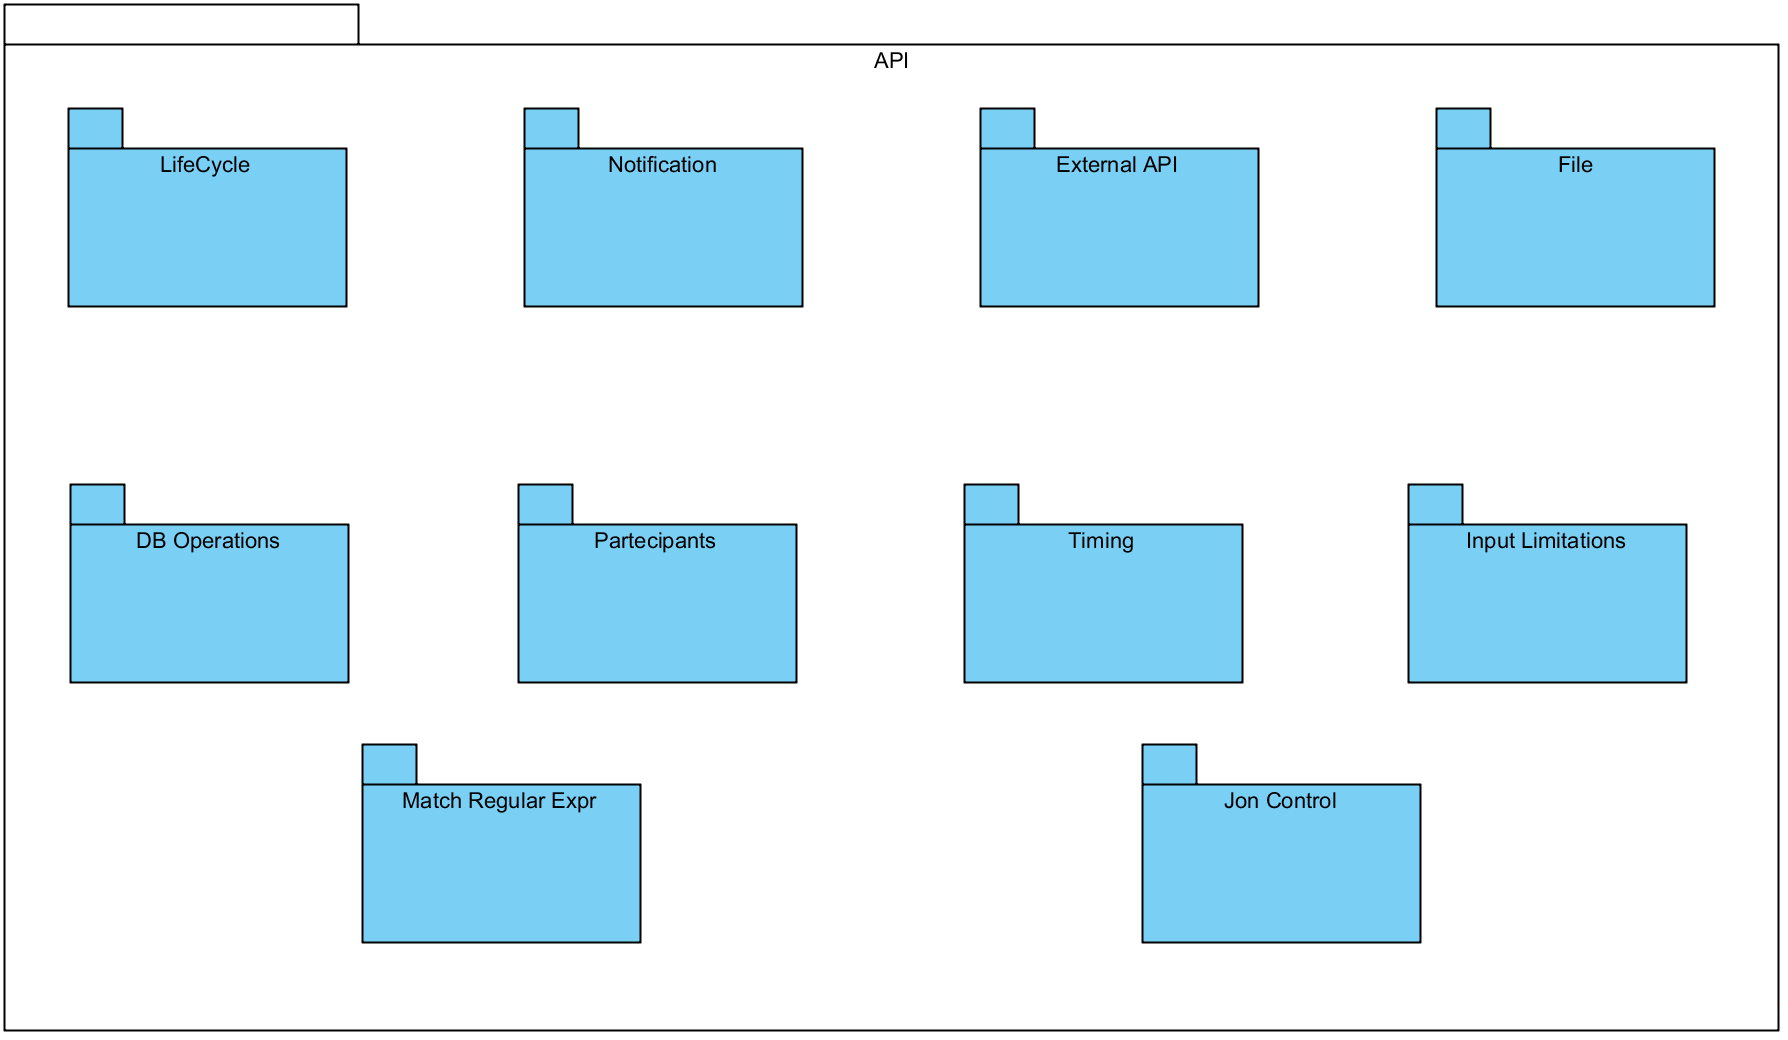 API
LifeCycle
Notification
External API
File
DB Operations
Partecipants
Timing
Input Limitations
Match Regular Expr
Jon Control